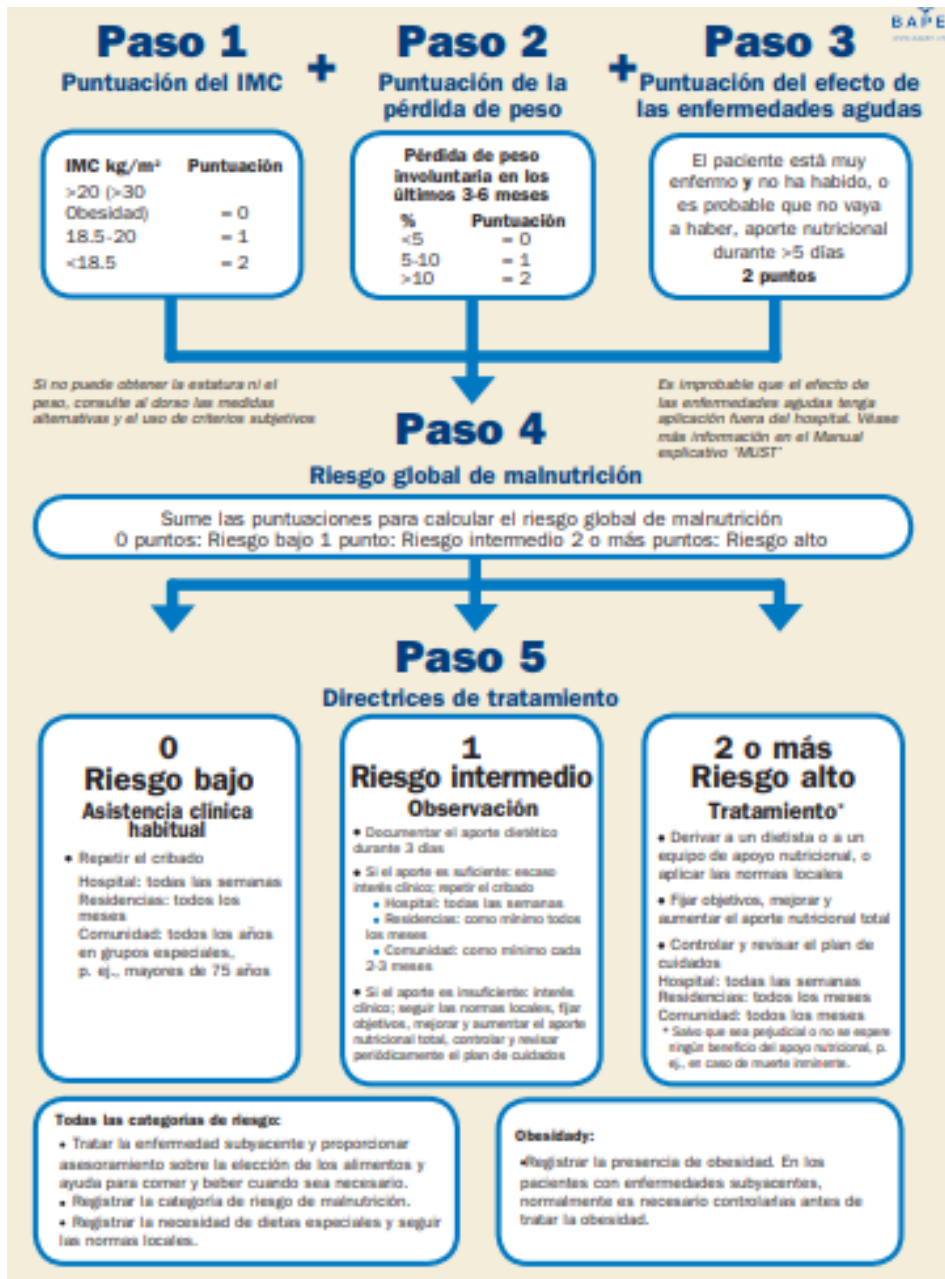 BAPE
Paso 1
Puntuación del IMC
+
Paso 2
Puntuación de la
pérdida de peso
+
Paso 3
Puntuación del efecto de
las enfermedades agudas
IMC kg/m² Puntuación
>20 (>30
Obesidad) = 0
18.5-20 = 1
<18.5 = 2
Pérdida de peso
involuntaria en los
últimos 3-6 meses
% Puntuación
<5 = 0
5-10 = 1
>10 = 2
El paciente está muy
enfermo y no ha habido, o
es probable que no vaya
a haber, aporte nutricional
durante >5 días
2 puntos
Si no puede obtener la estatura ni el
peso, consulte al dorso las medidas
alternativas y el uso de criterios subjetivos
Es improbable que el efecto de
las enfermedades agudas tenga
aplicación fuera del hospital. Véase
más información en el Manual
explicativo 'MUST'
Paso 4
Riesgo global de malnutrición
Sume las puntuaciones para calcular el riesgo global de malnutrición
0 puntos: Riesgo bajo 1 punto: Riesgo intermedio 2 o más puntos: Riesgo alto
Paso 5
Directrices de tratamiento
0
Riesgo bajo
Asistencia clínica
habitual
• Repetir el cribado
Hospital: todas las semanas
Residencias: todos los
meses
Comunidad: todos los años
en grupos especiales,
p. ej., mayores de 75 años
1
Riesgo intermedio
Observación
• Documentar el aporte dietético
durante 3 días
• Si el aporte es suficiente: escaso
interés clínico; repetir el cribado
▪ Hospital: todas las semanas
▪ Residencias: como mínimo todos
los meses
▪ Comunidad: como mínimo cada
2-3 meses
• Si el aporte es insuficiente: interés
clínico; seguir las normas locales, fijar
objetivos, mejorar y aumentar el aporte
nutricional total, controlar y revisar
periódicamente el plan de cuidados
2 o más
Riesgo alto
Tratamiento*
• Derivar a un dietista o a un
equipo de apoyo nutricional, o
aplicar las normas locales
• Fijar objetivos, mejorar y
aumentar el aporte nutricional total
• Controlar y revisar el plan de
cuidados
Hospital: todas las semanas
Residencias: todos los meses
Comunidad: todos los meses
* Salvo que sea perjudicial o no se espere
ningún beneficio del apoyo nutricional, p.
ej., en caso de muerte inminente.
Todas las categorías de riesgo:
• Tratar la enfermedad subyacente y proporcionar
asesoramiento sobre la elección de los alimentos y
ayuda para comer y beber cuando sea necesario.
• Registrar la categoría de riesgo de malnutrición.
• Registrar la necesidad de dietas especiales y seguir
las normas locales.
Obesidady:
•Registrar la presencia de obesidad. En los
pacientes con enfermedades subyacentes,
normalmente es necesario controlarlas antes de
tratar la obesidad.